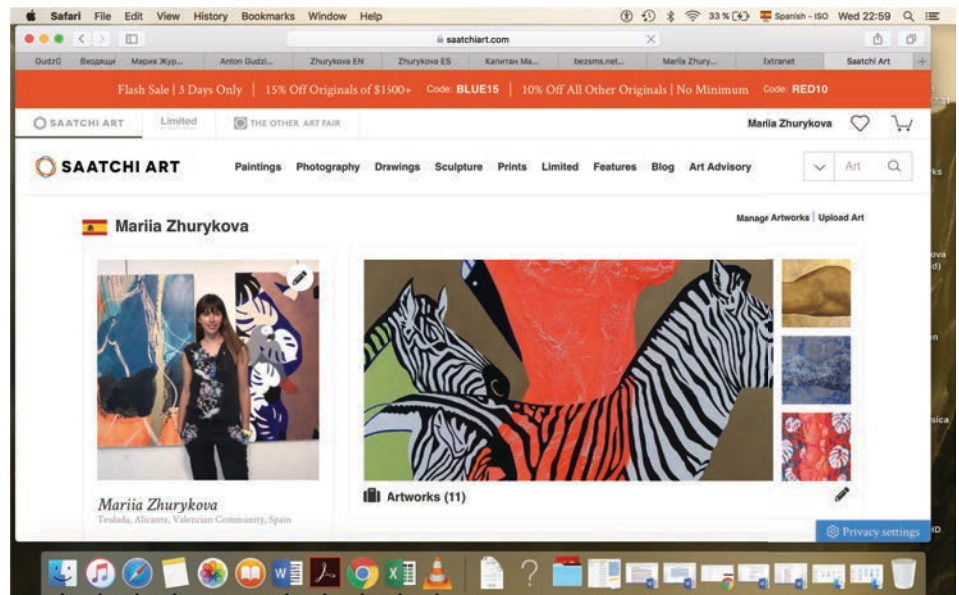 Safari File Edit View History Bookmarks Window Help 33 % Spanish - ISO Wed 22:59
saatchiart.com
GudzG Входящи Мария Жур... Anton Gudzi... Zhurykova EN Zhurykova ES Капитан Ма... bezsms.net... Mariia Zhury... Extranet Saatchi Art
Flash Sale | 3 Days Only | 15% Off Originals of $1500+ Code: BLUE15 | 10% Off All Other Originals | No Minimum Code: RED10
SAATCHI ART Limited THE OTHER ART FAIR Mariia Zhurykova
SAATCHI ART Paintings Photography Drawings Sculpture Prints Limited Features Blog Art Advisory Art
Mariia Zhurykova Manage Artworks | Upload Art
Artworks (11)
Mariia Zhurykova
Teulada, Alicante, Valencian Community, Spain
Privacy settings